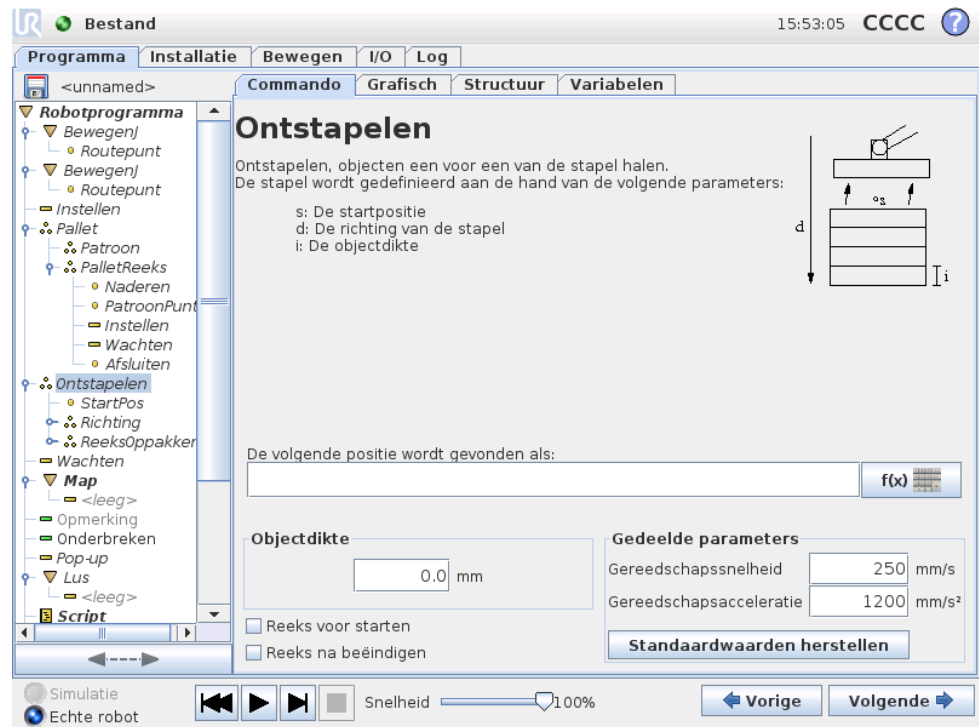 UR Bestand 15:53:05 CCCC ?
Programma Installatie Bewegen I/O Log
<unnamed>
Commando Grafisch Structuur Variabelen
Robotprogramma
BewegenJ
Routepunt
BewegenJ
Routepunt
Instellen
Pallet
Patroon
PalletReeks
Naderen
PatroonPunt
Instellen
Wachten
Afsluiten
Ontstapelen
StartPos
Richting
ReeksOppakken
Wachten
Map
<leeg>
Opmerking
Onderbreken
Pop-up
Lus
<leeg>
Script
Ontstapelen
Ontstapelen, objecten een voor een van de stapel halen.
De stapel wordt gedefinieerd aan de hand van de volgende parameters:
s: De startpositie
d: De richting van de stapel
i: De objectdikte
s
d
i
De volgende positie wordt gevonden als:
f(x)
Objectdikte
0.0 mm
Reeks voor starten
Reeks na beëindigen
Gedeelde parameters
Gereedschapssnelheid 250 mm/s
Gereedschapsacceleratie 1200 mm/s²
Standaardwaarden herstellen
Simulatie
Echte robot
Snelheid 100%
Vorige Volgende